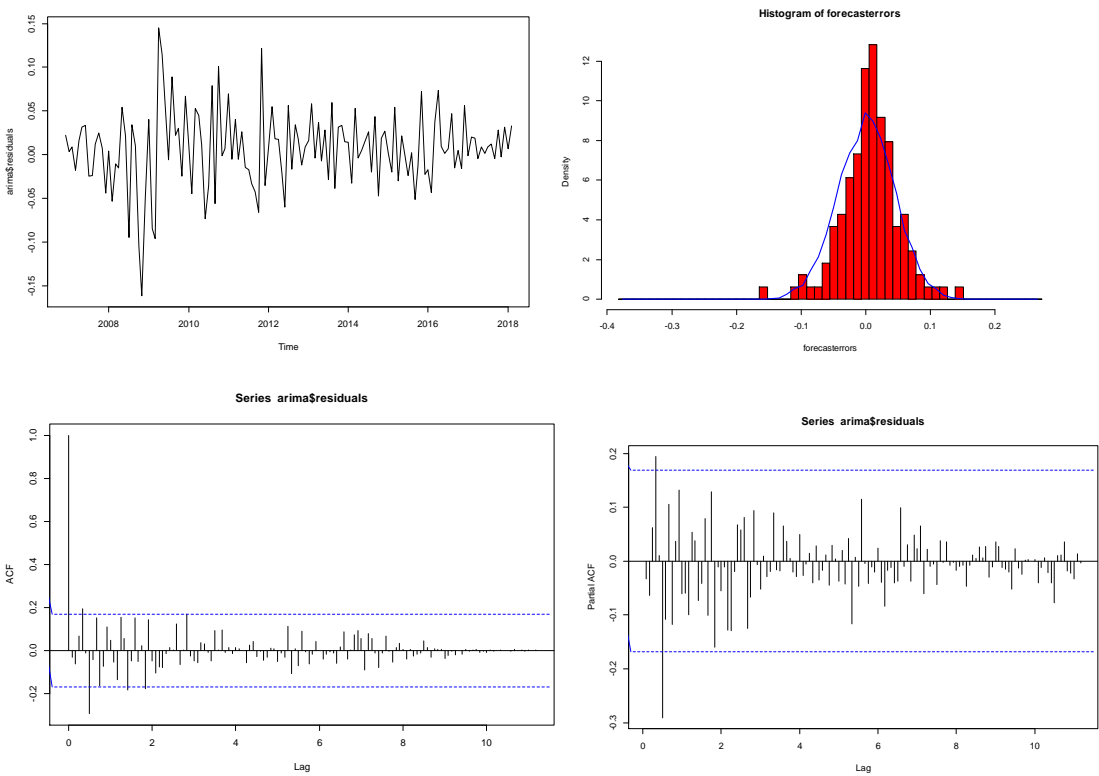 0.15
0.10
0.05
0.00
-0.05
-0.10
-0.15
arima$residuals
2008 2010 2012 2014 2016 2018
Time
Histogram of forecasterrors
12
10
8
6
4
2
0
Density
-0.4 -0.3 -0.2 -0.1 0.0 0.1 0.2
forecasterrors
Series arima$residuals
1.0
0.8
0.6
0.4
0.2
0.0
-0.2
ACF
0 2 4 6 8 10
Lag
Series arima$residuals
0.2
0.1
0.0
-0.1
-0.2
-0.3
Partial ACF
0 2 4 6 8 10
Lag